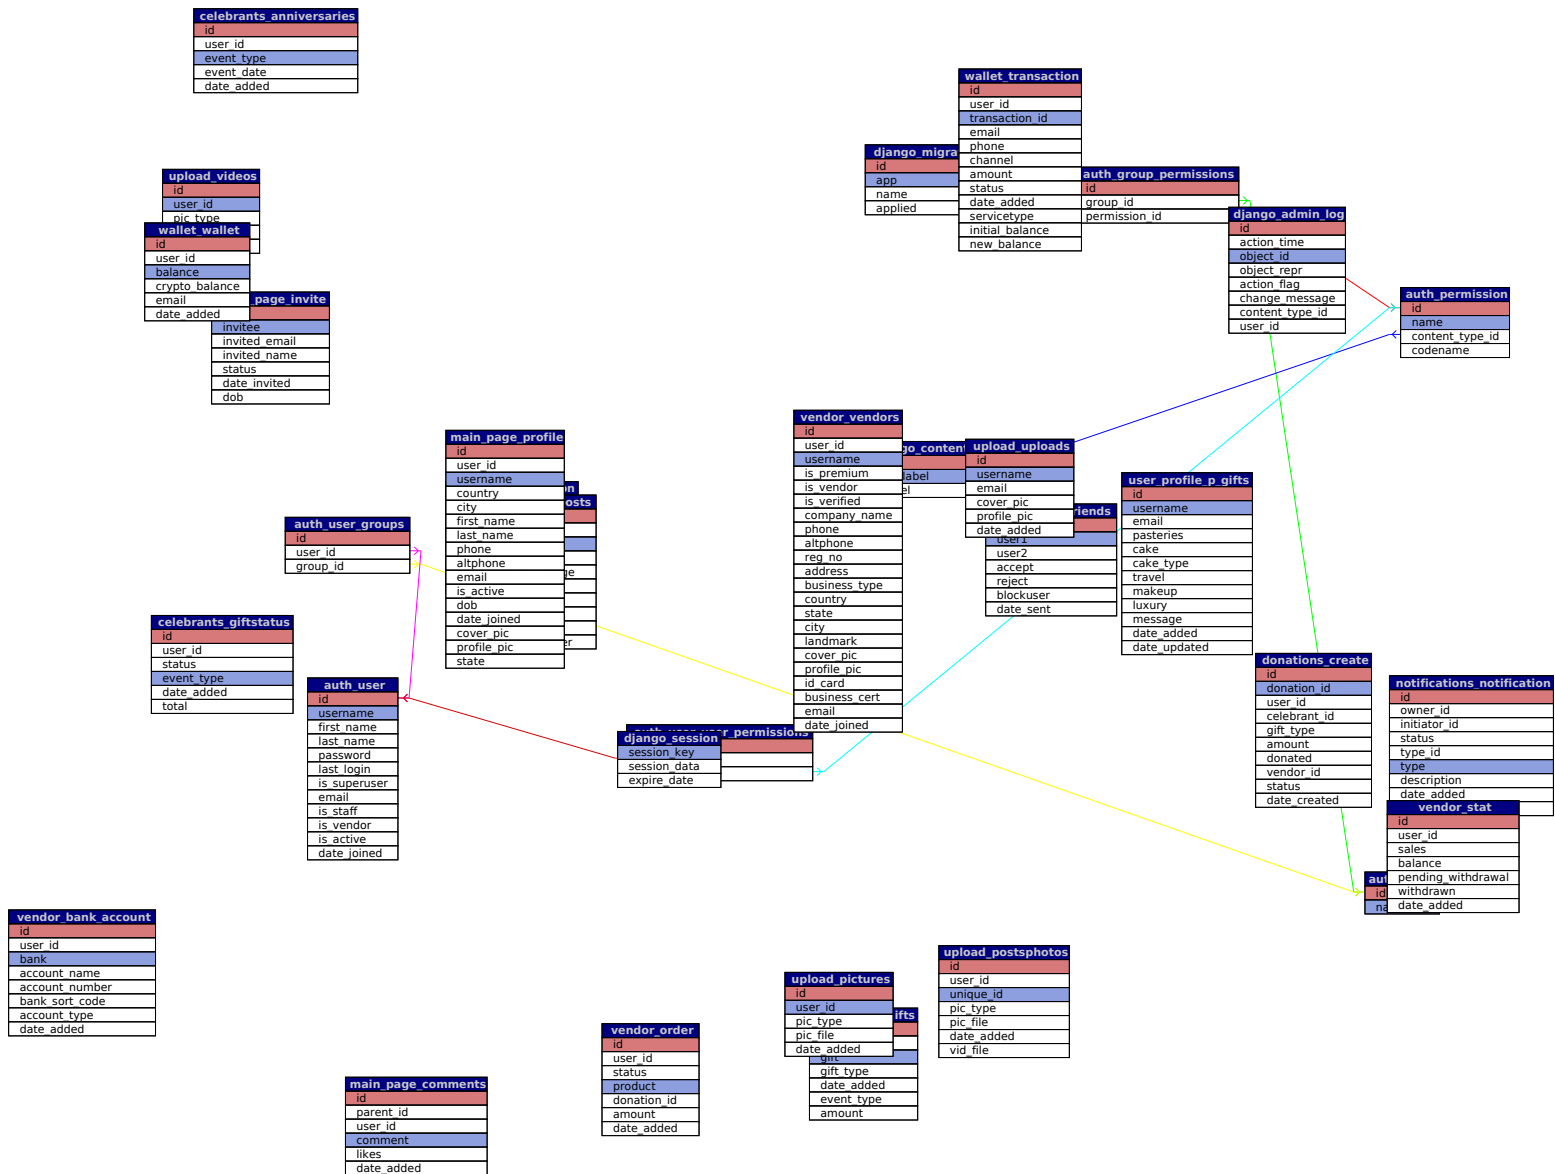 celebrants_anniversaries
id
user_id
event_type
event_date
date_added
wallet_transaction
id
user_id
transaction_id
email
phone
channel
amount
status
date_added
servicetype
initial_balance
new_balance
id
app
name
applied
auth_group_permissions
id
group_id
permission_id
upload_videos
id
user_id
pic_type
wallet_wallet
id
user_id
balance
crypto_balance
email
date_added
page_invite
invitee
invited_email
invited_name
status
date_invited
dob
django_admin_log
id
action_time
object_id
object_repr
action_flag
change_message
content_type_id
user_id
auth_permission
id
name
content_type_id
codename
main_page_profile
id
user_id
username
country
city
first_name
last_name
phone
altphone
email
is_active
dob
date_joined
cover_pic
profile_pic
state
vendor_vendors
id
user_id
username
is_premium
is_vendor
is_verified
company_name
phone
altphone
reg_no
address
business_type
country
state
city
landmark
cover_pic
profile_pic
id_card
business_cert
email
date_joined
upload_uploads
id
username
email
cover_pic
profile_pic
date_added
user1
user2
accept
reject
blockuser
date_sent
user_profile_p_gifts
id
username
email
pasteries
cake
cake_type
travel
makeup
luxury
message
date_added
date_updated
auth_user_groups
id
user_id
group_id
celebrants_giftstatus
id
user_id
status
event_type
date_added
total
auth_user
id
username
first_name
last_name
password
last_login
is_superuser
email
is_staff
is_vendor
is_active
date_joined
auth_user_user_permissions
django_session
session_key
session_data
expire_date
donations_create
id
donation_id
user_id
celebrant_id
gift_type
amount
donated
vendor_id
status
date_created
notifications_notification
id
owner_id
initiator_id
status
type_id
type
description
date_added
vendor_stat
id
user_id
sales
balance
pending_withdrawal
withdrawn
date_added
id
vendor_bank_account
id
user_id
bank
account_name
account_number
bank_sort_code
account_type
date_added
upload_postsphotos
id
user_id
unique_id
pic_type
pic_file
date_added
vid_file
upload_pictures
id
user_id
pic_type
pic_file
date_added
gift
gift_type
date_added
event_type
amount
vendor_order
id
user_id
status
product
donation_id
amount
date_added
main_page_comments
id
parent_id
user_id
comment
likes
date_added